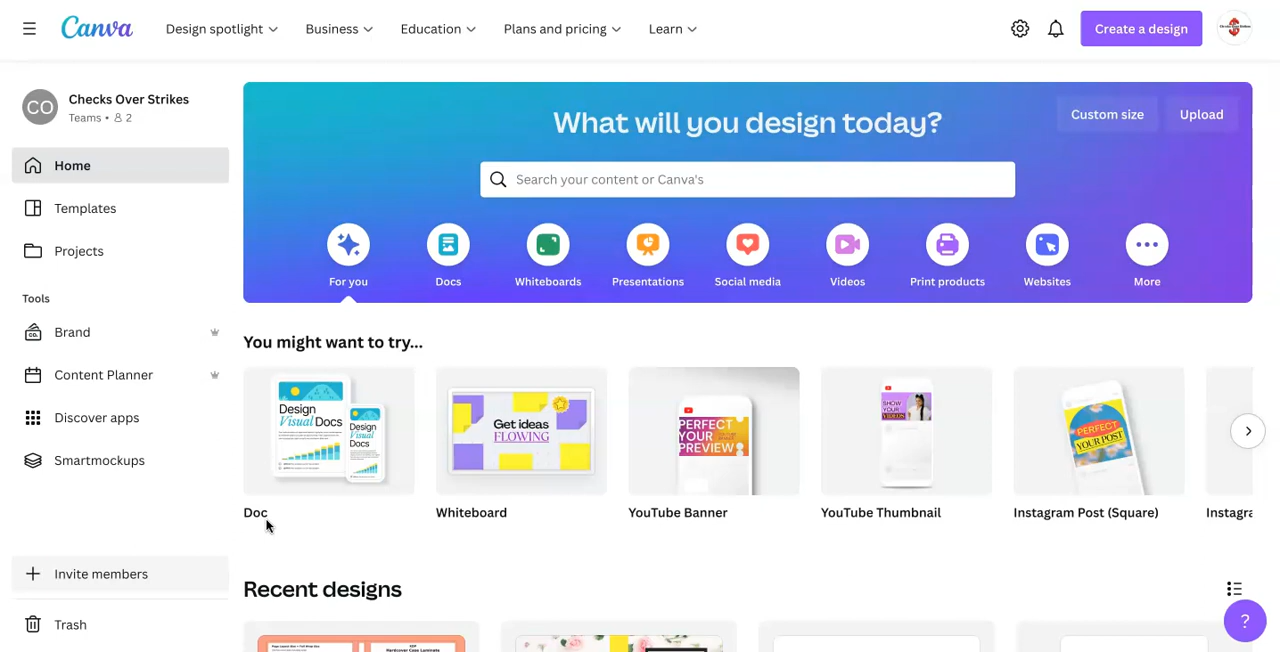 Canva
Design spotlight
Business
Education
Plans and pricing
Learn
Create a design
CO
Checks Over Strikes
Teams • 2
Home
Templates
Projects
Tools
Brand
Content Planner
Discover apps
Smartmockups
Invite members
Trash
What will you design today?
Custom size
Upload
Search your content or Canva's
For you
Docs
Whiteboards
Presentations
Social media
Videos
Print products
Websites
More
You might want to try...
Design
Visual Docs
Design
Visual
Docs
Get ideas
FLOWING
PERFECT
YOUR
PREVIEW
SHOW
YOUR
VIDEOS
PERFECT
YOUR POST
Doc
Whiteboard
YouTube Banner
YouTube Thumbnail
Instagram Post (Square)
Instagra
Recent designs
?